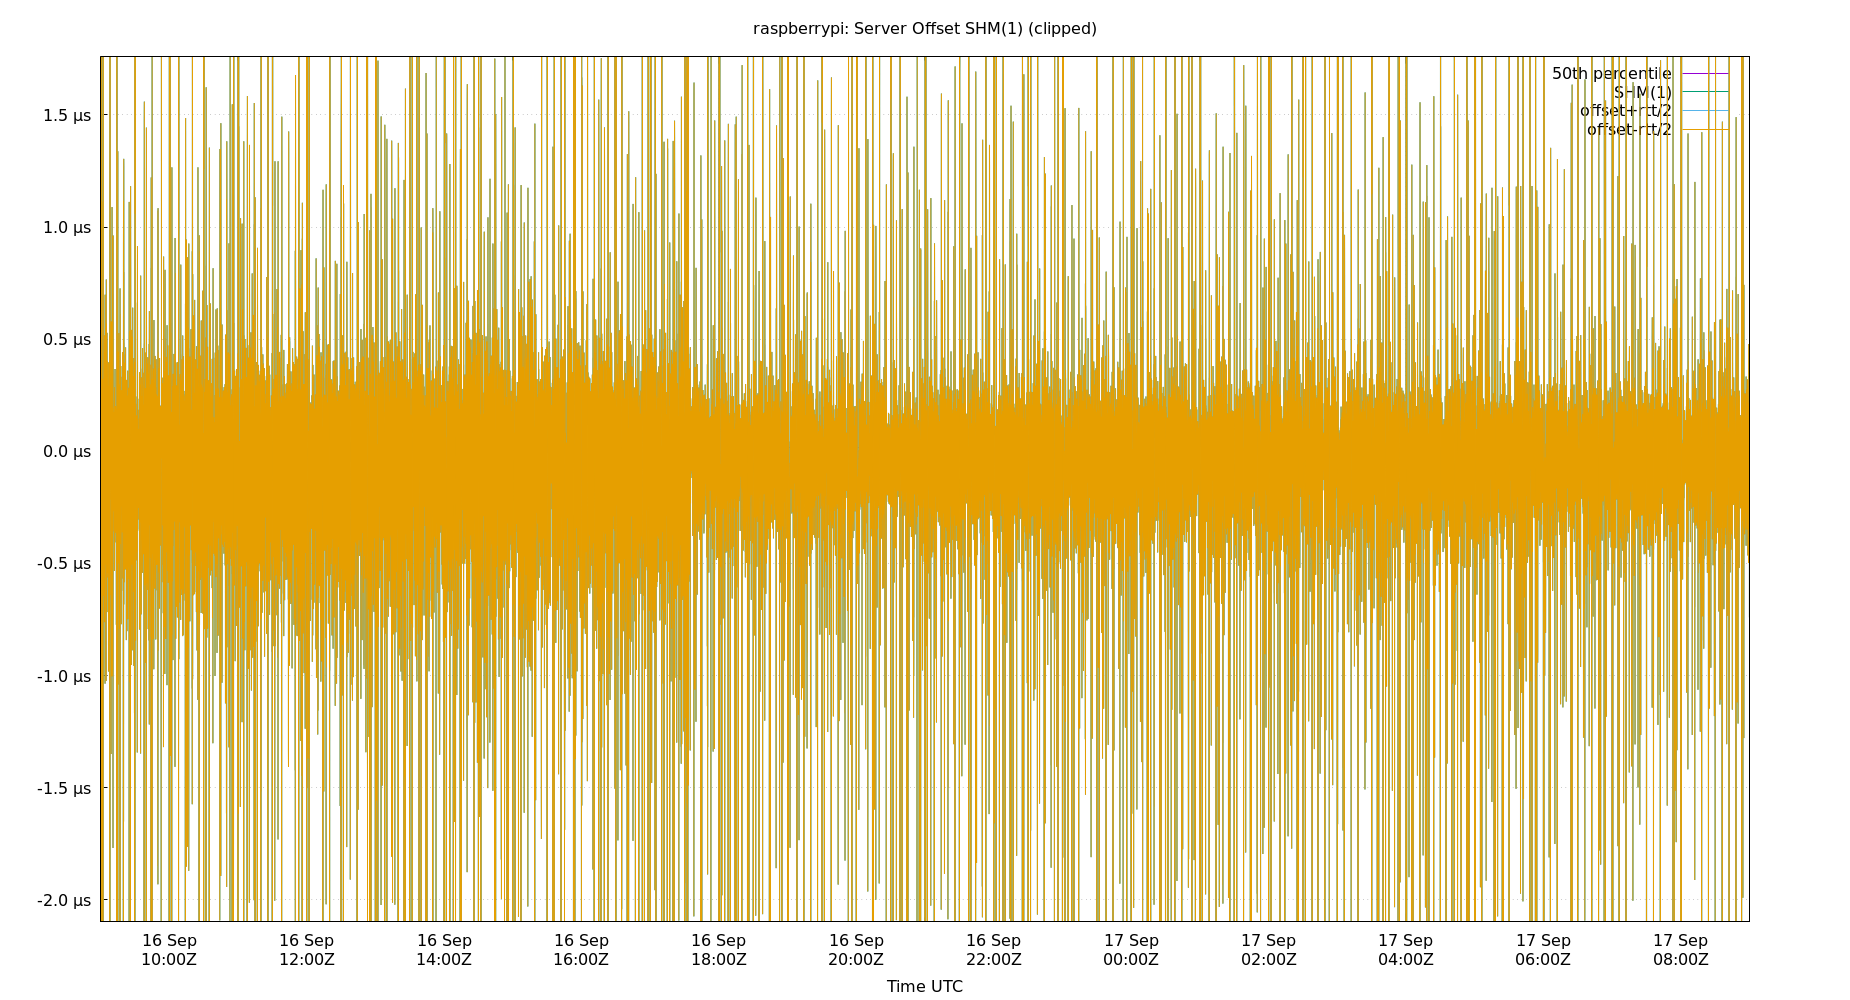 raspberrypi: Server Offset SHM(1) (clipped)
50th percentile
SHM(1)
offset+rtt/2
offset-rtt/2
1.5 µs
1.0 µs
0.5 µs
0.0 µs
-0.5 µs
-1.0 µs
-1.5 µs
-2.0 µs
16 Sep 16 Sep 16 Sep 16 Sep 16 Sep 16 Sep 16 Sep 17 Sep 17 Sep 17 Sep 17 Sep 17 Sep
10:00Z 12:00Z 14:00Z 16:00Z 18:00Z 20:00Z 22:00Z 00:00Z 02:00Z 04:00Z 06:00Z 08:00Z
Time UTC